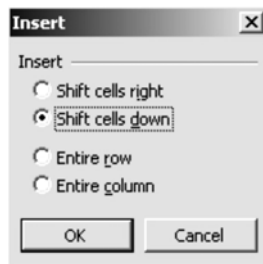 Insert
Insert
Shift cells right
Shift cells down
Entire row
Entire column
OK
Cancel